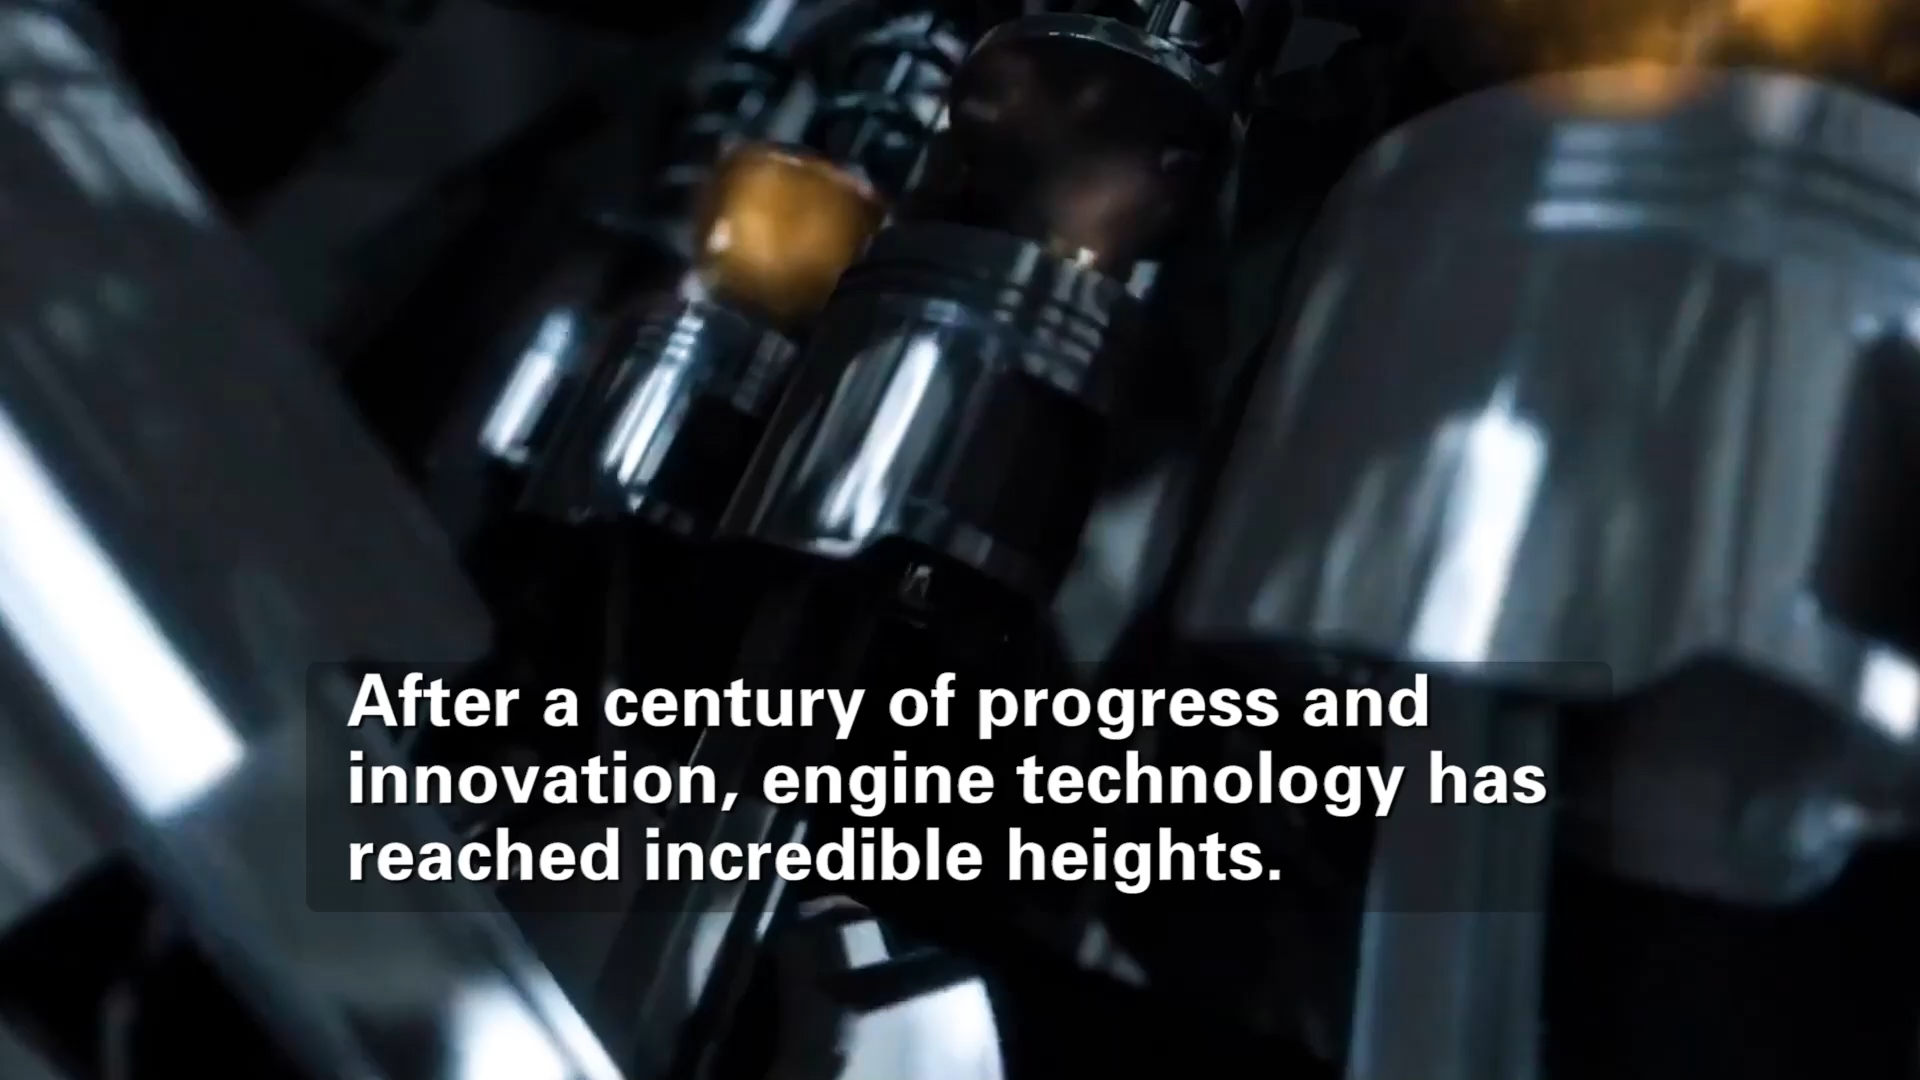 After a century of progress and
innovation, engine technology has
reached incredible heights.